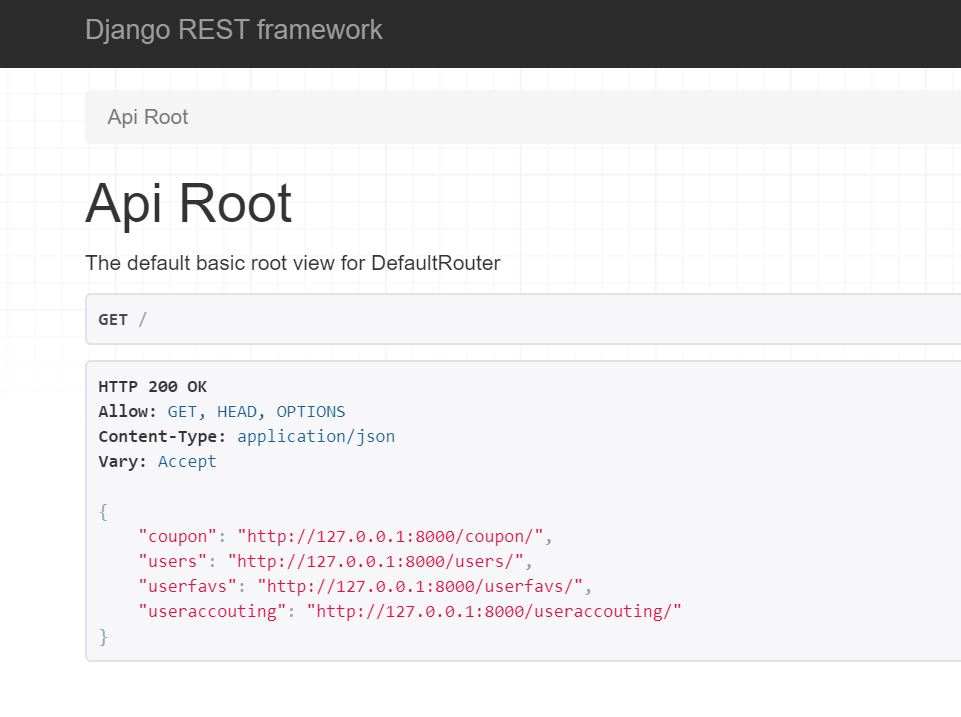 Django REST framework
Api Root
Api Root
The default basic root view for DefaultRouter
GET /
HTTP 200 OK
Allow: GET, HEAD, OPTIONS
Content-Type: application/json
Vary: Accept
{
    "coupon": "http://127.0.0.1:8000/coupon/",
    "users": "http://127.0.0.1:8000/users/",
    "userfavs": "http://127.0.0.1:8000/userfavs/",
    "useraccouting": "http://127.0.0.1:8000/useraccouting/"
}